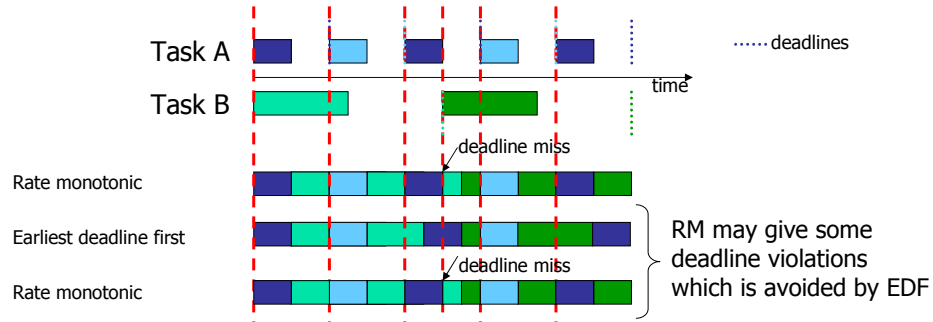 Task A
deadlines
time
Task B
deadline miss
Rate monotonic
Earliest deadline first
RM may give some
deadline violations
which is avoided by EDF
deadline miss
Rate monotonic